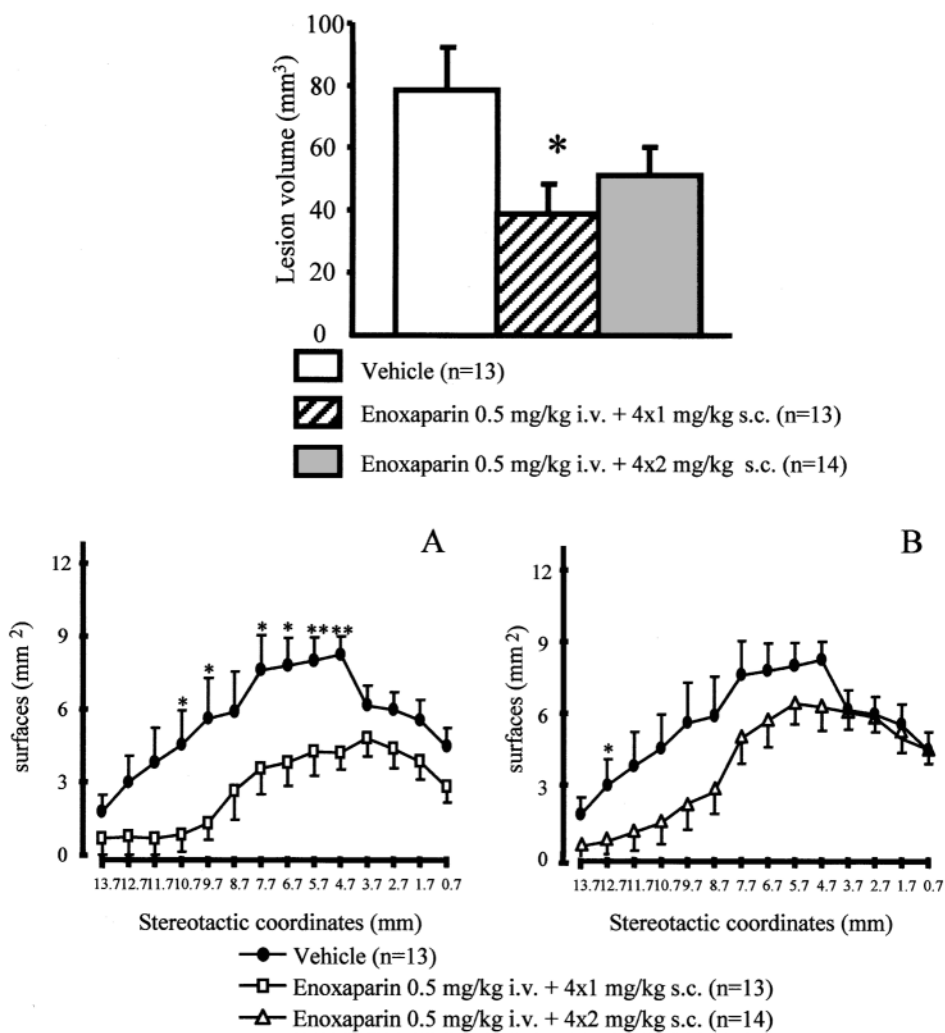 100
80
60
40
20
0
Lesion volume (mm³)
*
Vehicle (n=13)
Enoxaparin 0.5 mg/kg i.v. + 4x1 mg/kg s.c. (n=13)
Enoxaparin 0.5 mg/kg i.v. + 4x2 mg/kg s.c. (n=14)
A
12
9
6
3
0
surfaces (mm ²)
* * * * ** **
13.7 12.7 11.7 10.7 9.7 8.7 7.7 6.7 5.7 4.7 3.7 2.7 1.7 0.7
Stereotactic coordinates (mm)
B
12
9
6
3
0
surfaces (mm ²)
*
13.7 12.7 11.7 10.7 9.7 8.7 7.7 6.7 5.7 4.7 3.7 2.7 1.7 0.7
Stereotactic coordinates (mm)
Vehicle (n=13)
Enoxaparin 0.5 mg/kg i.v. + 4x1 mg/kg s.c. (n=13)
Enoxaparin 0.5 mg/kg i.v. + 4x2 mg/kg s.c. (n=14)